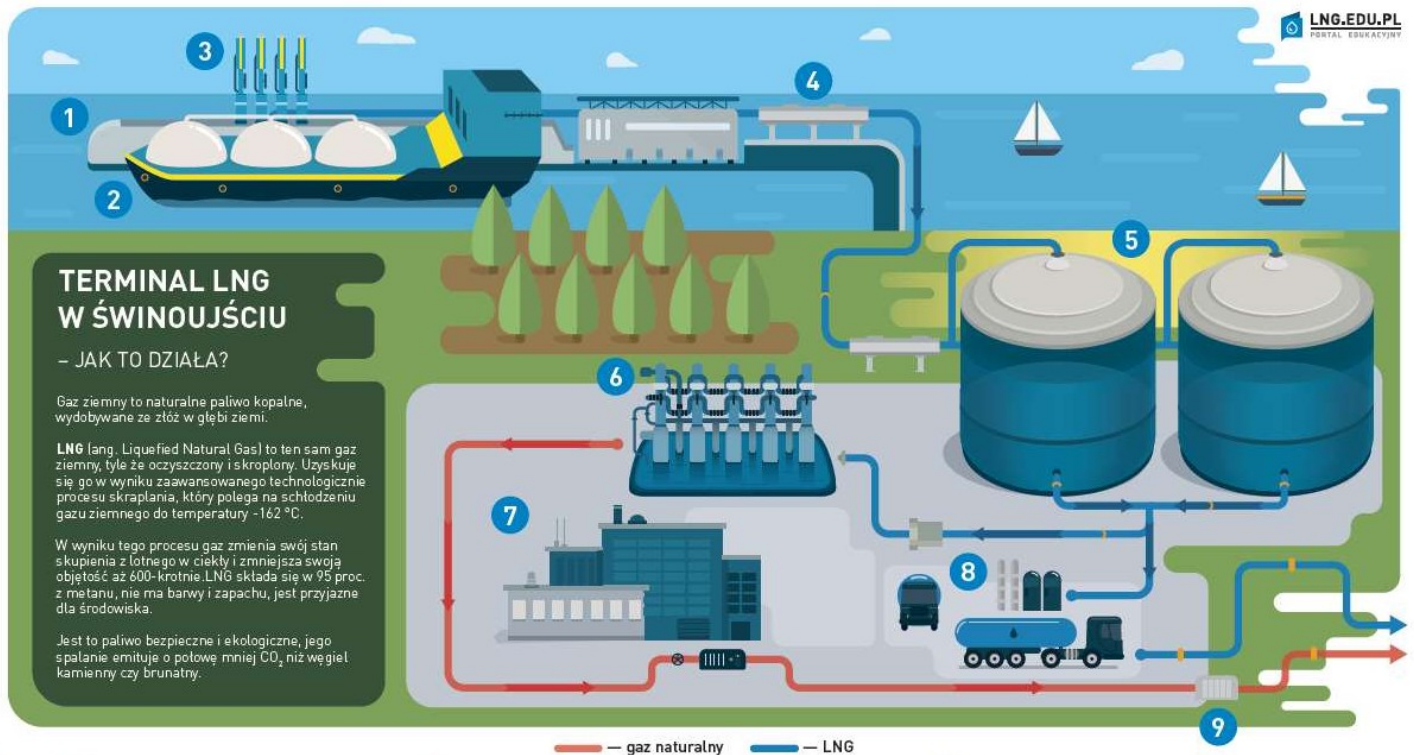 LNG.EDU.PL
PORTAL EDUKACYJNY
3
4
1
2
5
TERMINAL LNG
W ŚWINOUJŚCIU
– JAK TO DZIAŁA?
Gaz ziemny to naturalne paliwo kopalne,
wydobywane ze złóż w głębi ziemi.
LNG (ang. Liquefied Natural Gas) to ten sam gaz
ziemny, tyle że oczyszczony i skroplony. Uzyskuje
się go w wyniku zaawansowanego technologicznie
procesu skraplania, który polega na schłodzeniu
gazu ziemnego do temperatury -162 °C.
W wyniku tego procesu gaz zmienia swój stan
skupienia z lotnego w ciekły i zmniejsza swoją
objętość aż 600-krotnie.LNG składa się w 95 proc.
z metanu, nie ma barwy i zapachu, jest przyjazne
dla środowiska.
Jest to paliwo bezpieczne i ekologiczne, jego
spalanie emituje o połowę mniej CO₂ niż węgiel
kamienny czy brunatny.
6
7
8
9
— gaz naturalny
— LNG